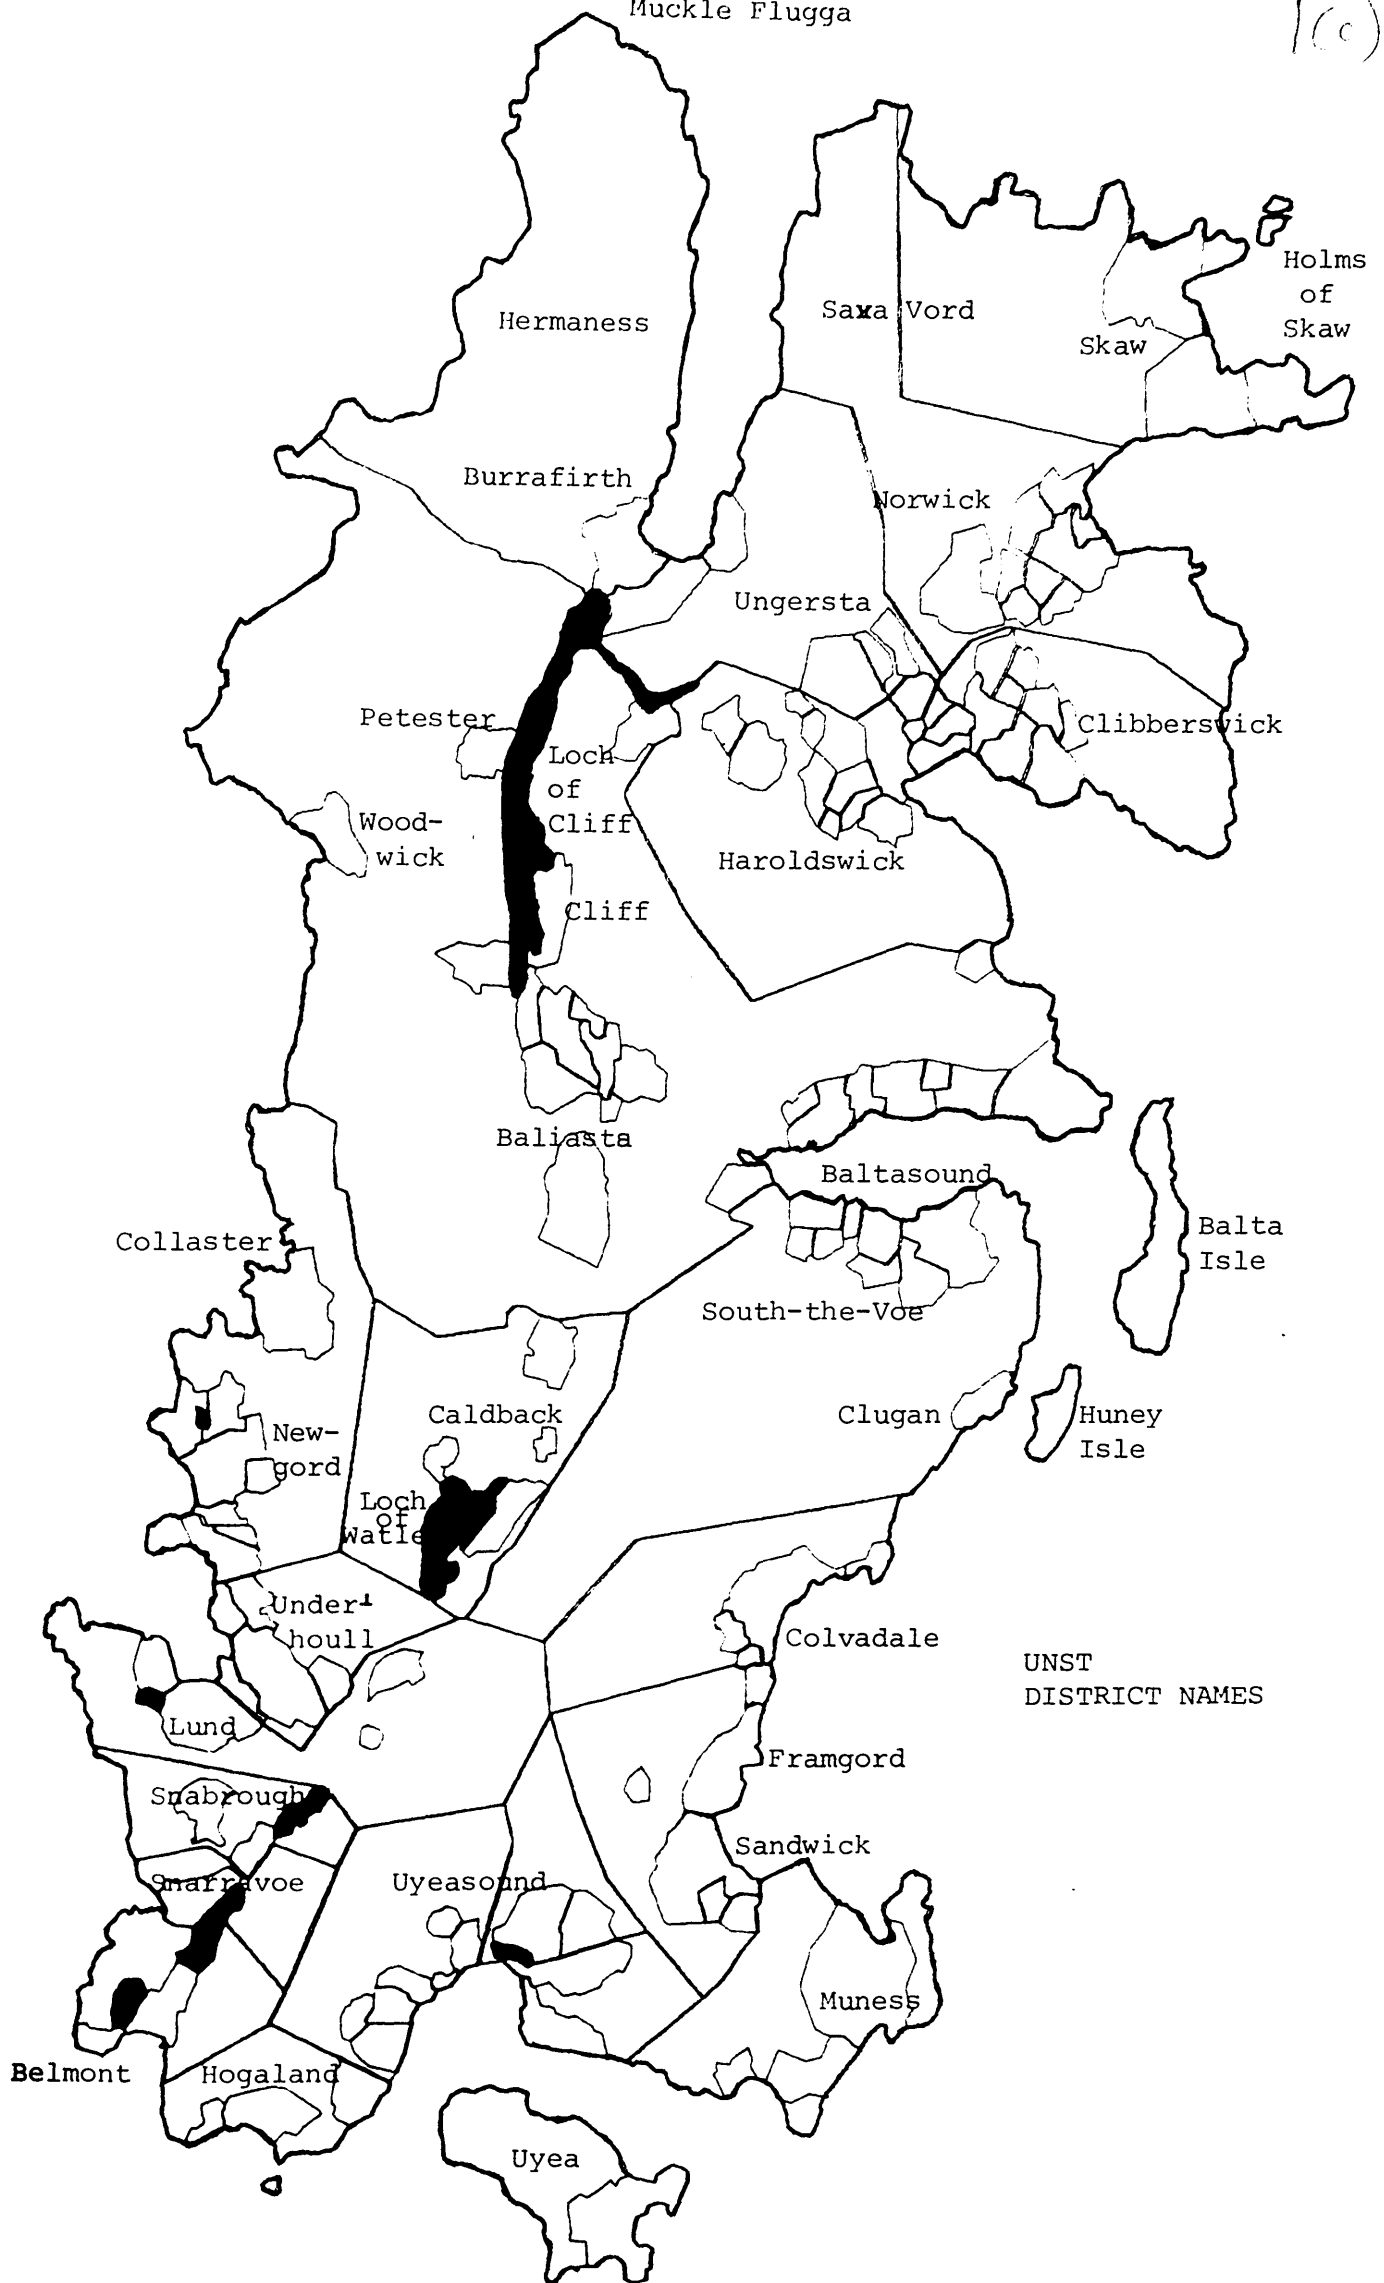 Muckle Flugga
1(c)
Holms
of
Skaw
Hermaness
Saxa Vord
Skaw
Burrafirth
Norwick
Ungersta
Petester
Clibberswick
Loch
of
Cliff
Wood-
wick
Haroldswick
Cliff
Baliasta
Baltasound
Balta
Isle
Collaster
South-the-Voe
Caldback
Clugan
Huney
Isle
New-
gord
Loch
of
Watlee
Under-
houll
Colvadale
UNST
DISTRICT NAMES
Lund
Framgord
Snabrough
Sandwick
Snarravoe
Uyeasound
Muness
Belmont
Hogaland
Uyea